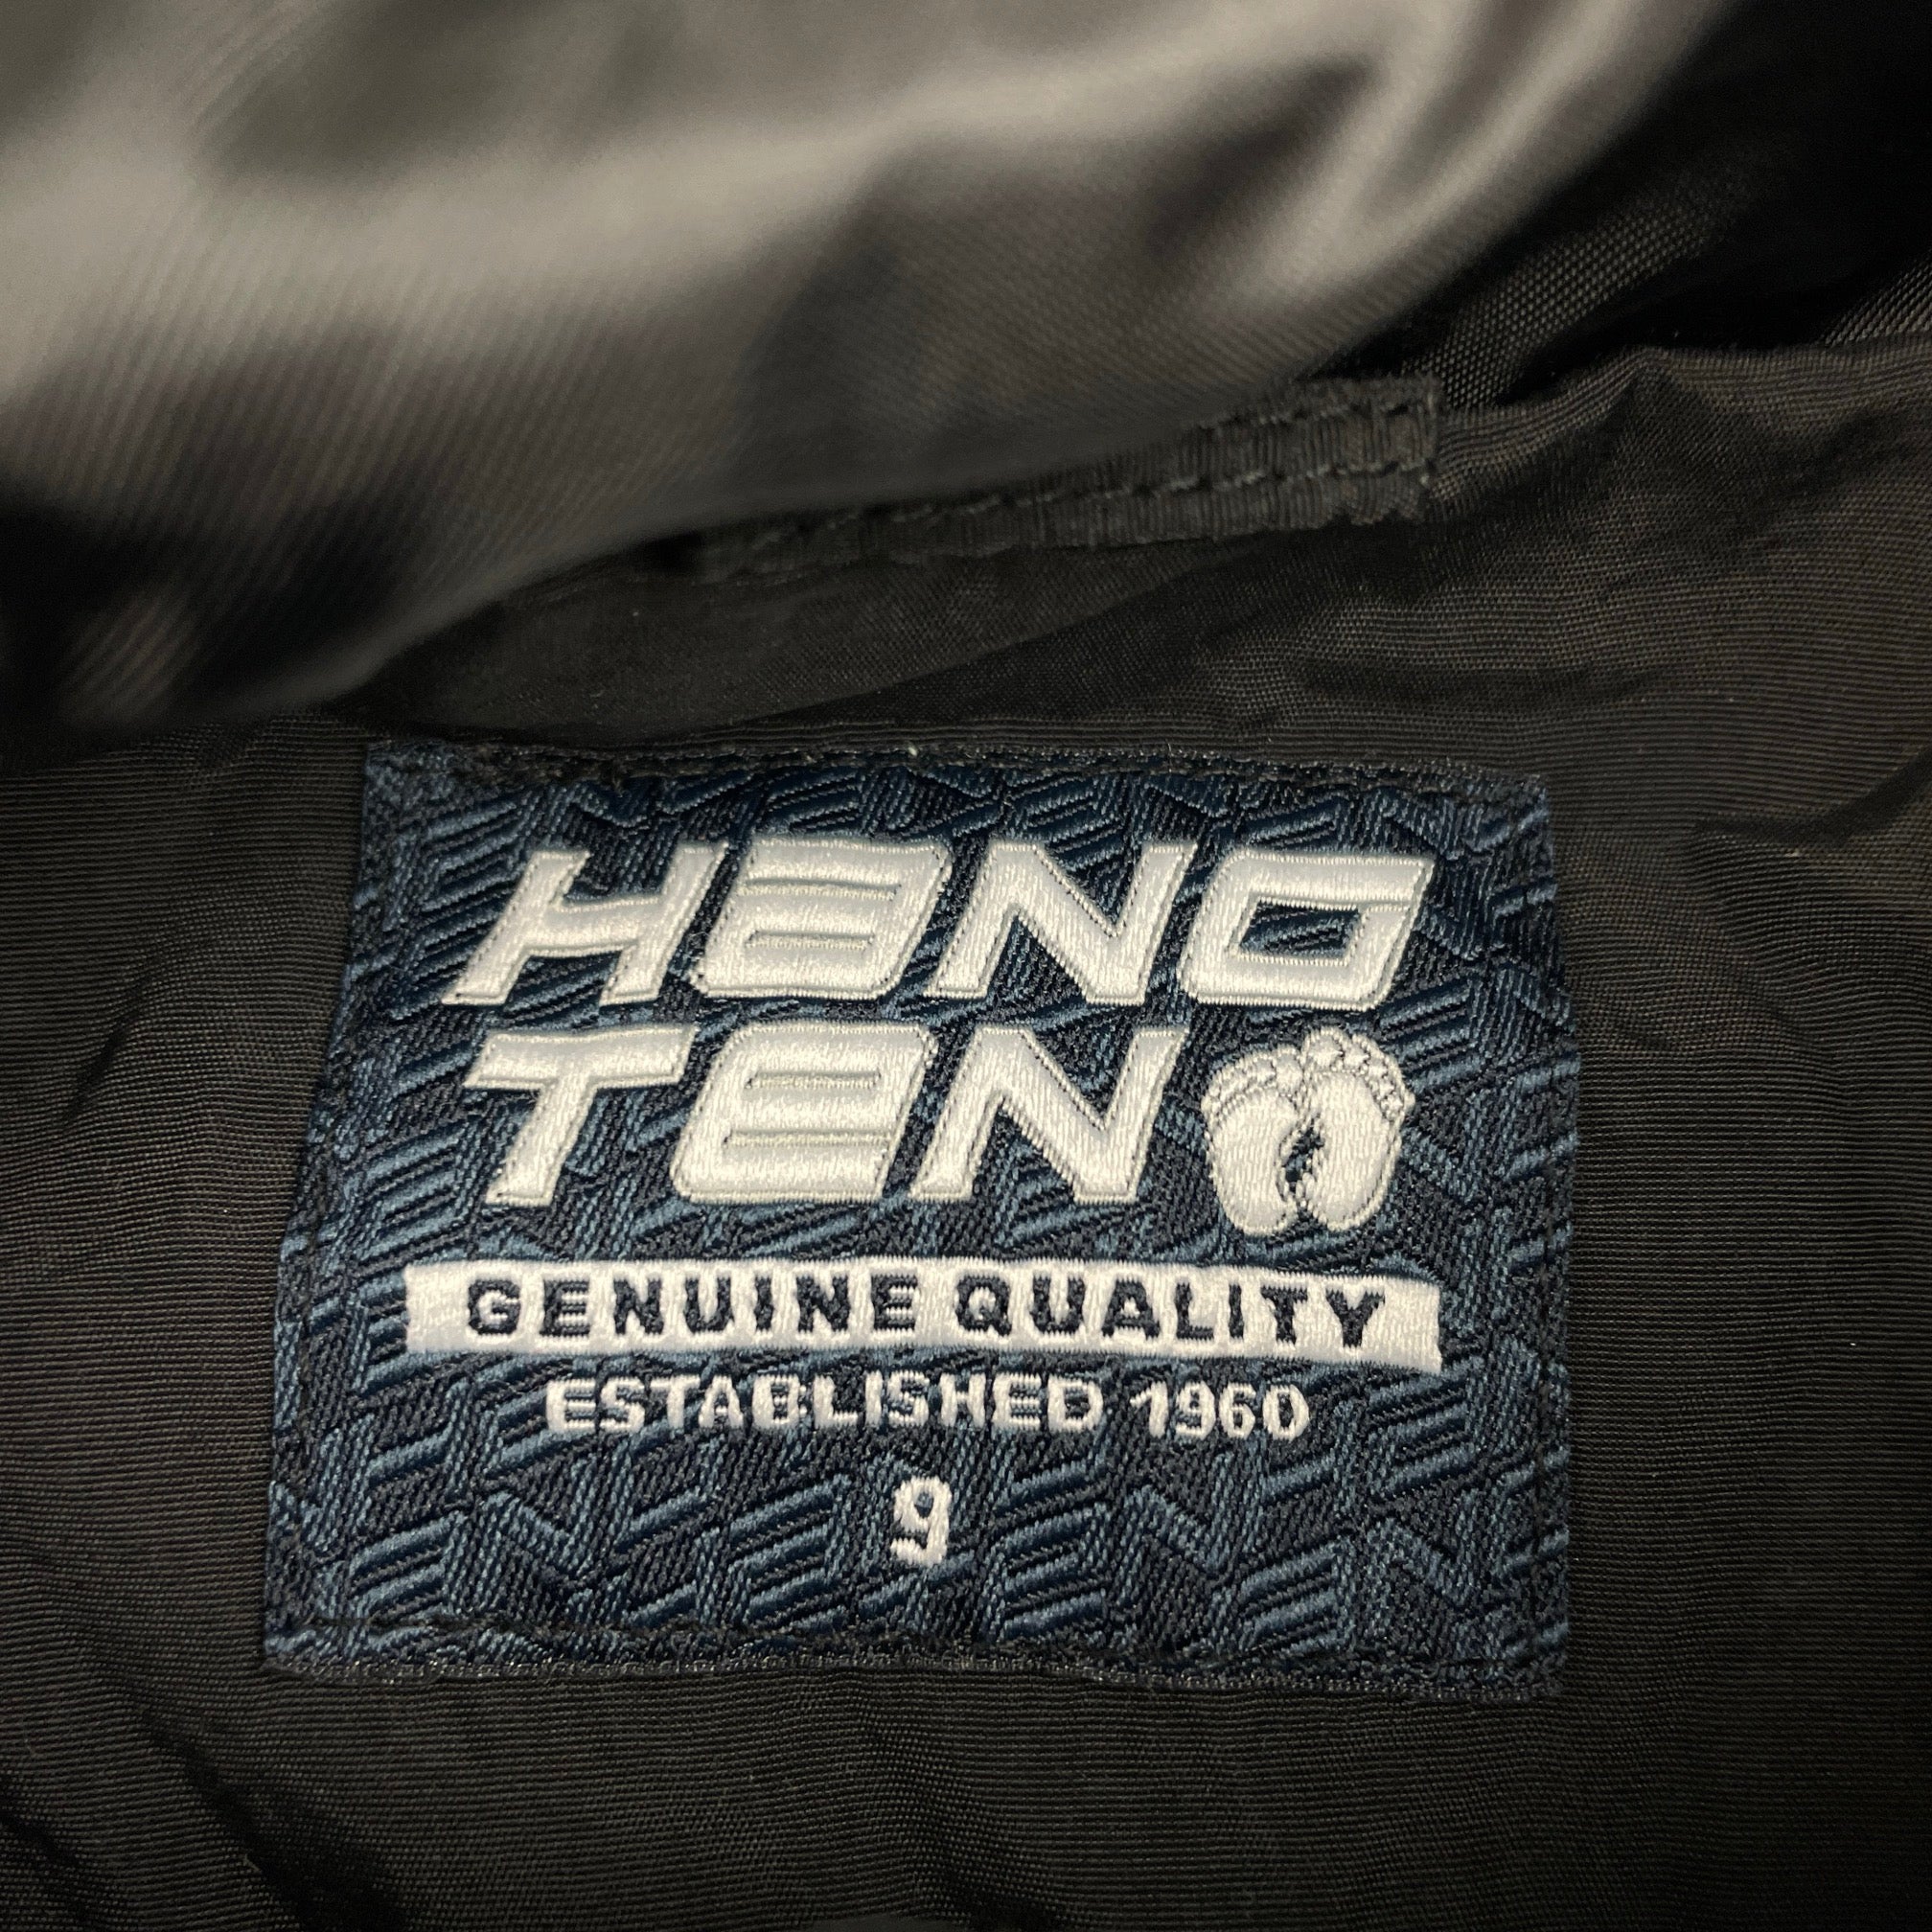 HANG
TEN
GENUINE QUALITY
ESTABLISHED 1960
9